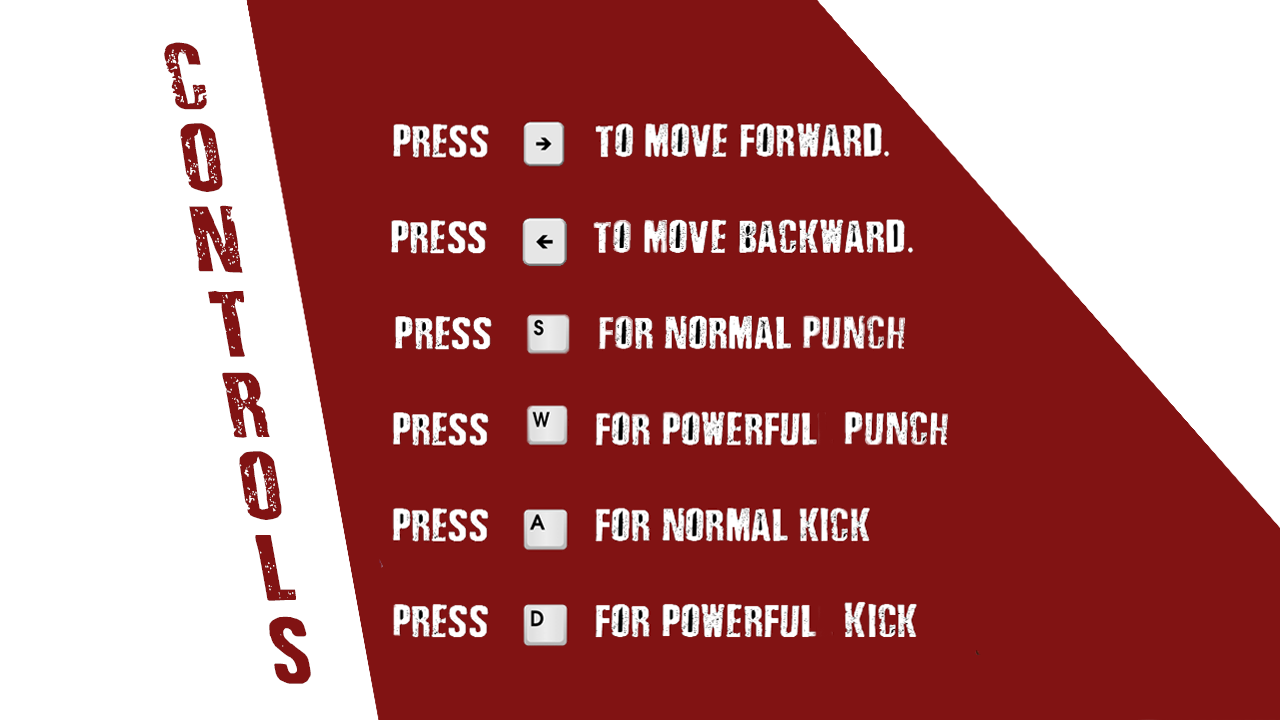 CONTROLS
PRESS → TO MOVE FORWARD.
PRESS ← TO MOVE BACKWARD.
PRESS S FOR NORMAL PUNCH
PRESS W FOR POWERFUL PUNCH
PRESS A FOR NORMAL KICK
PRESS D FOR POWERFUL KICK